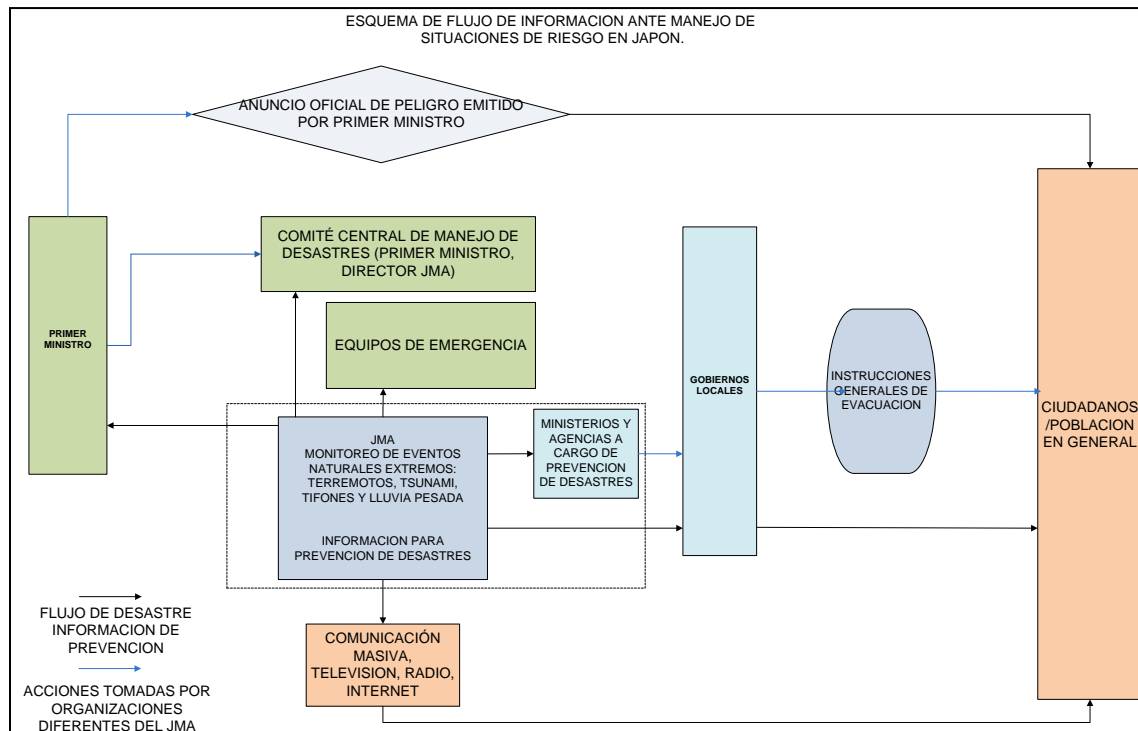 ESQUEMA DE FLUJO DE INFORMACION ANTE MANEJO DE
SITUACIONES DE RIESGO EN JAPON.
ANUNCIO OFICIAL DE PELIGRO EMITIDO
POR PRIMER MINISTRO
PRIMER
MINISTRO
COMITÉ CENTRAL DE MANEJO DE
DESASTRES (PRIMER MINISTRO,
DIRECTOR JMA)
EQUIPOS DE EMERGENCIA
JMA
MONITOREO DE EVENTOS
NATURALES EXTREMOS:
TERREMOTOS, TSUNAMI,
TIFONES Y LLUVIA PESADA
INFORMACION PARA
PREVENCION DE DESASTRES
MINISTERIOS Y
AGENCIAS A
CARGO DE
PREVENCION
DE DESASTRES
GOBIERNOS
LOCALES
INSTRUCCIONES
GENERALES DE
EVACUACION
CIUDADANOS
/POBLACION
EN GENERAL
COMUNICACIÓN
MASIVA,
TELEVISION, RADIO,
INTERNET
FLUJO DE DESASTRE
INFORMACION DE
PREVENCION
ACCIONES TOMADAS POR
ORGANIZACIONES
DIFERENTES DEL JMA